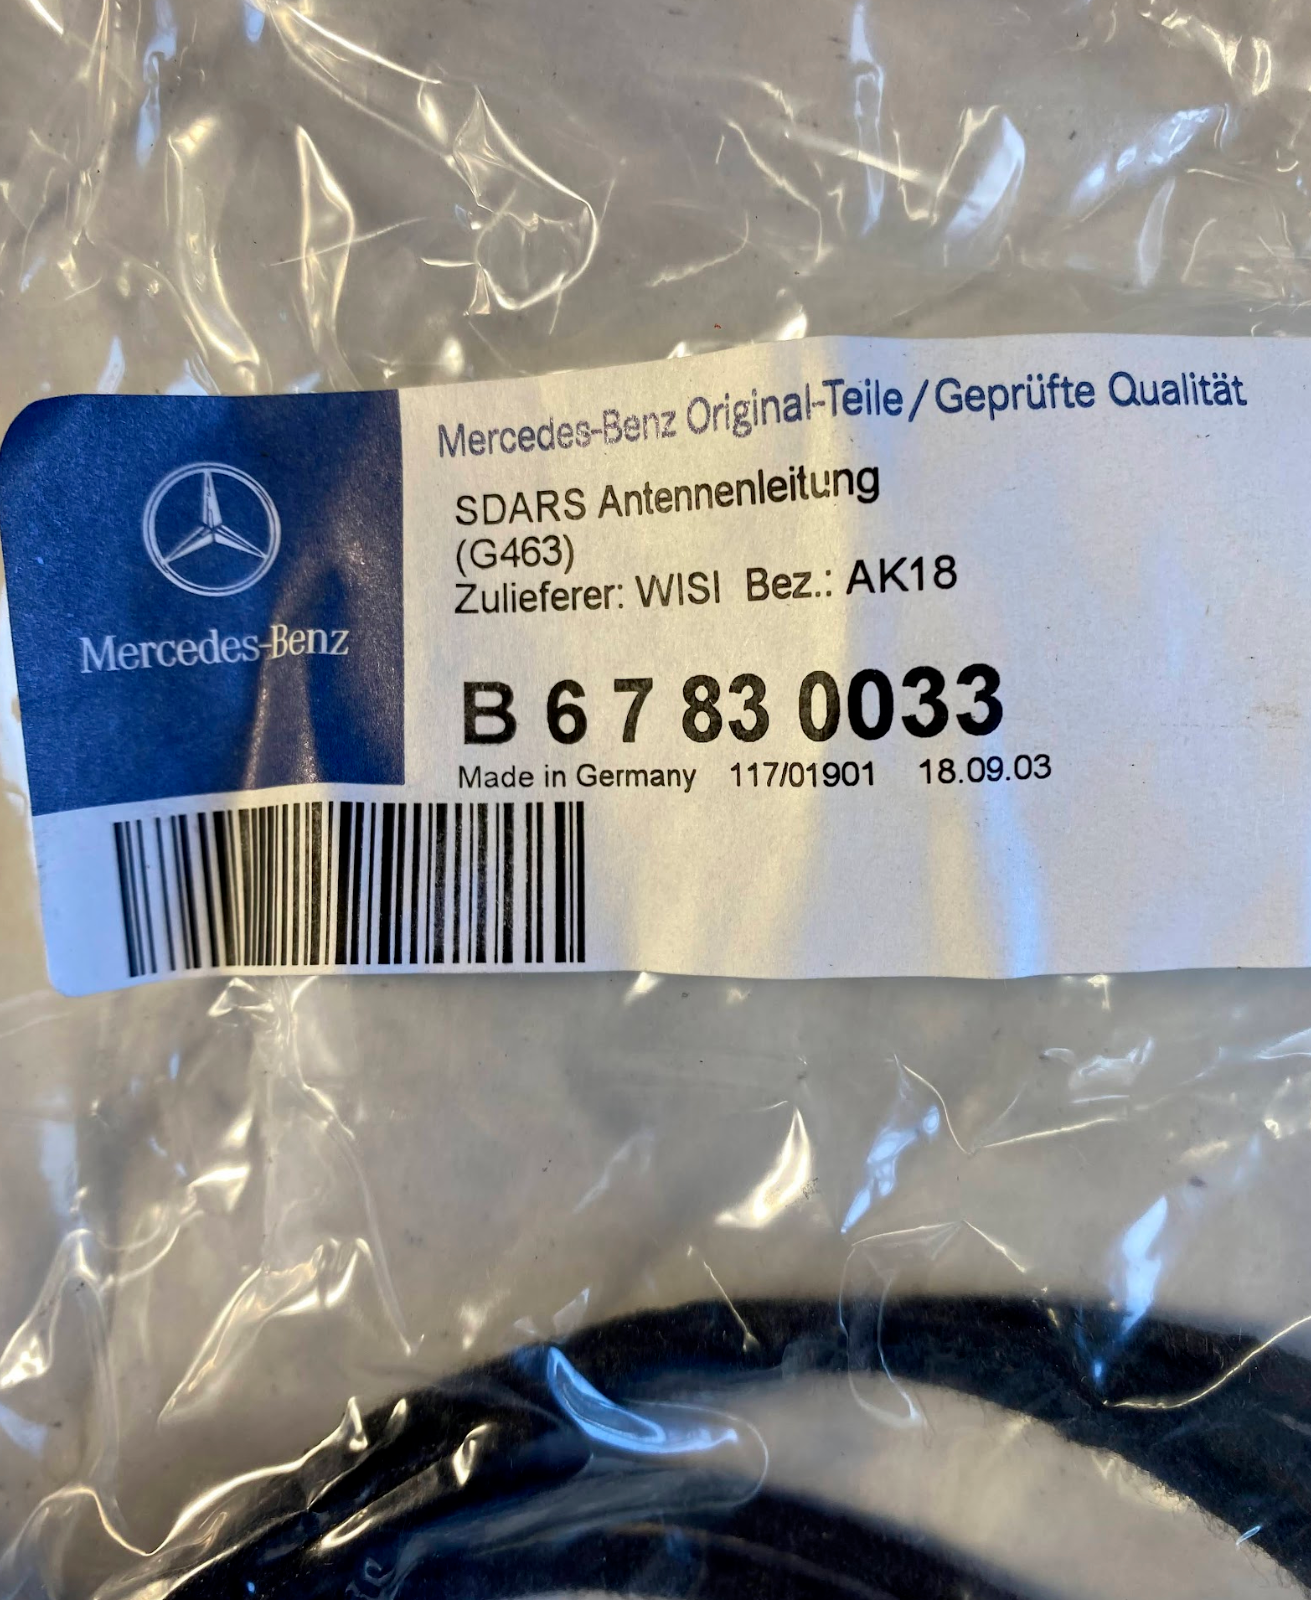 Mercedes-Benz Original-Teile/Geprüfte Qualität
SDARS Antennenleitung
(G463)
Zulieferer: WISI Bez.: AK18
Mercedes-Benz
B 6 7 83 0033
Made in Germany 117/01901 18.09.03